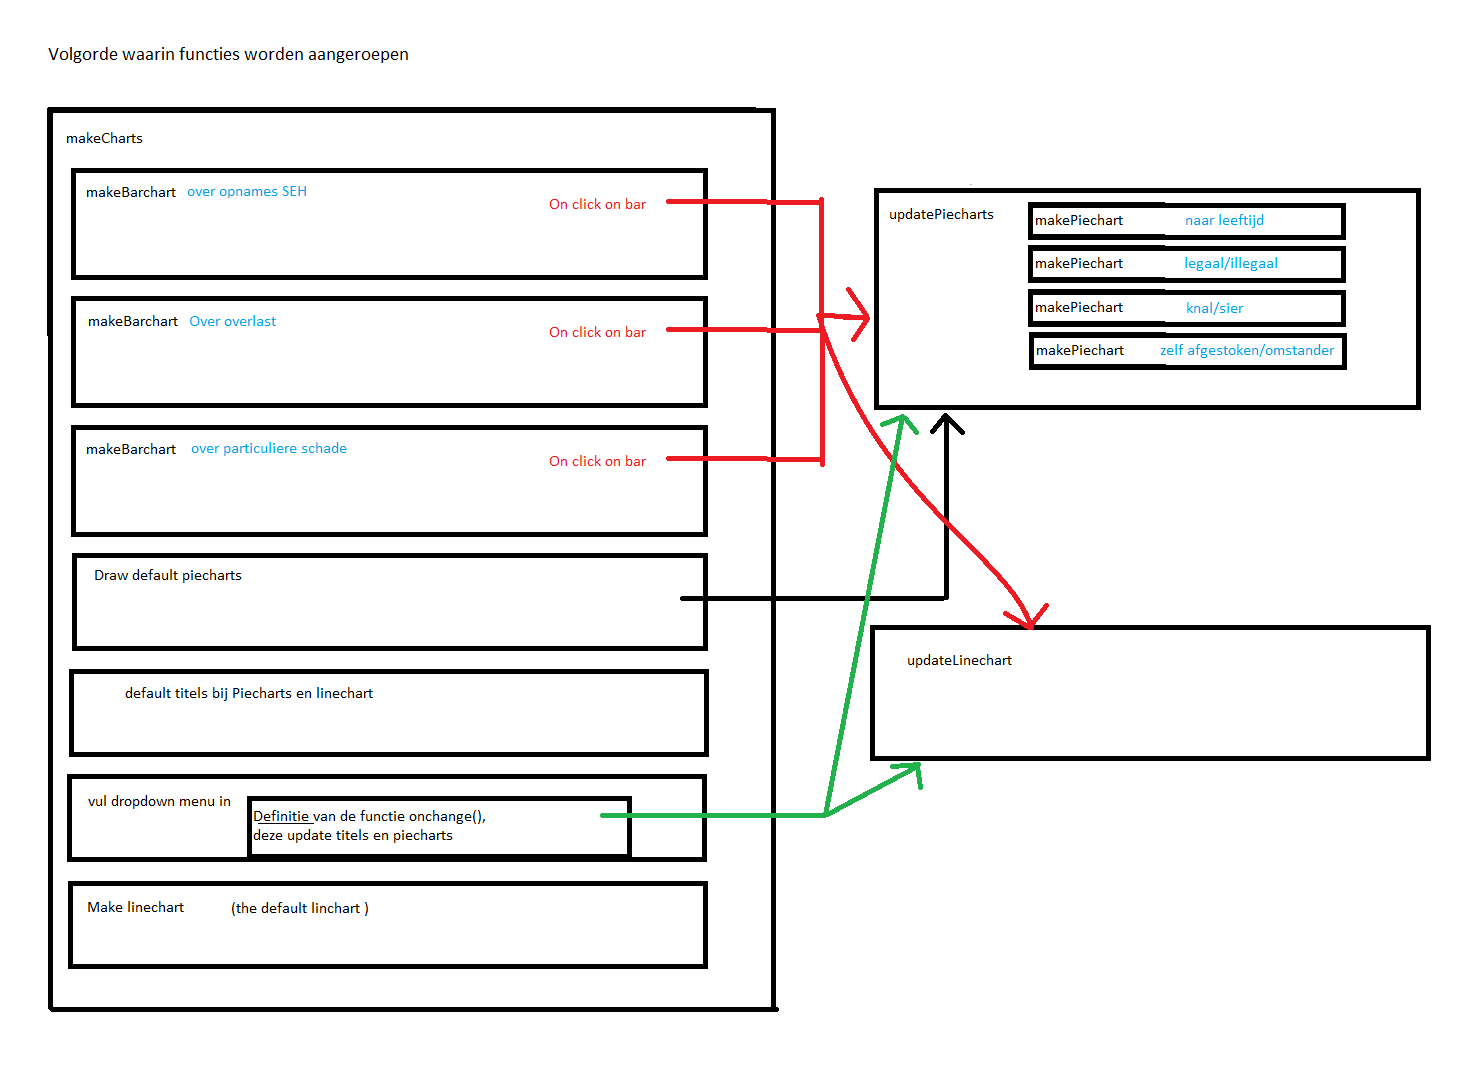 Volgorde waarin functies worden aangeroepen
makeCharts
makeBarchart over opnames SEH
On click on bar
makeBarchart Over overlast
On click on bar
makeBarchart over particuliere schade
On click on bar
Draw default piecharts
default titels bij Piecharts en linechart
vul dropdown menu in
Definitie van de functie onchange(),
deze update titels en piecharts
Make linechart (the default linchart )
updatePiecharts
makePiechart naar leeftijd
makePiechart legaal/illegaal
makePiechart knal/sier
makePiechart zelf afgestoken/omstander
updateLinechart